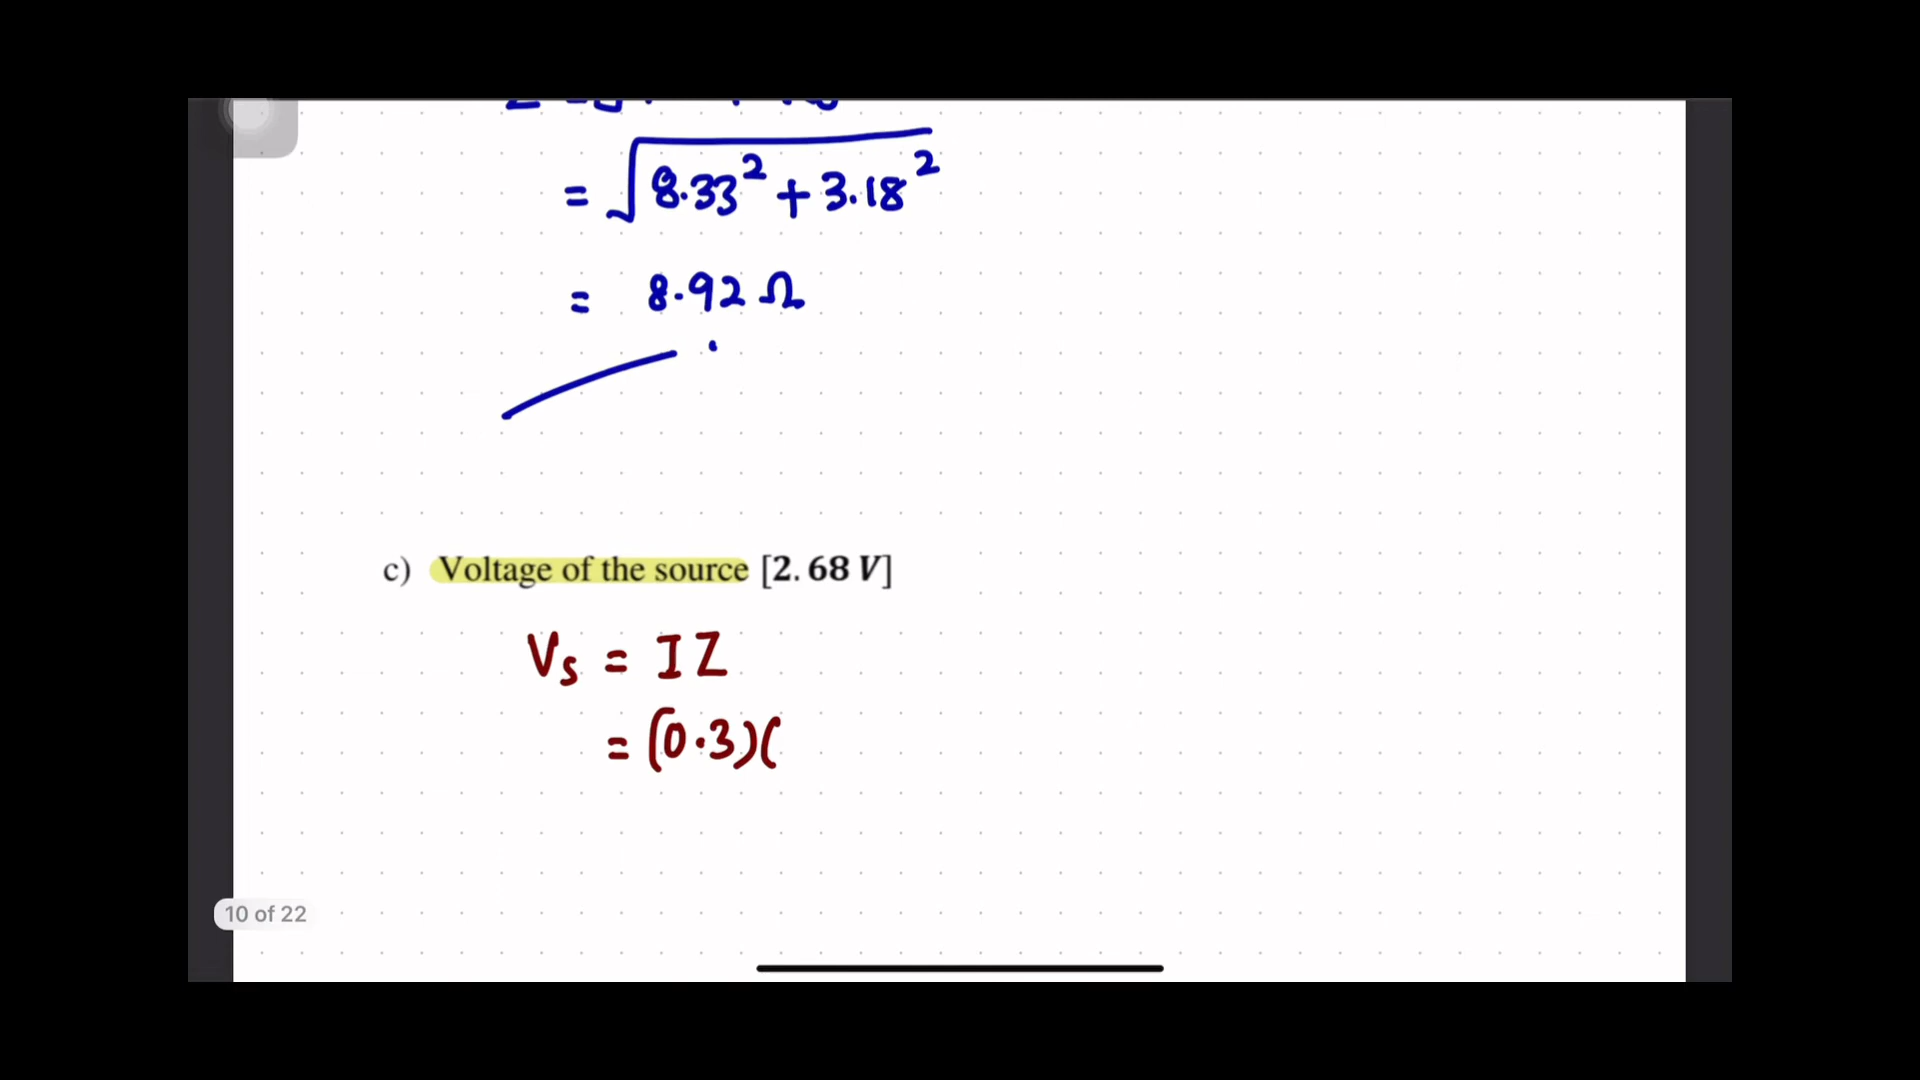 = √8.33² + 3.18²
= 8.92 Ω
c) Voltage of the source [2.68 V]
Vs = IZ
= (0.3)(
10 of 22